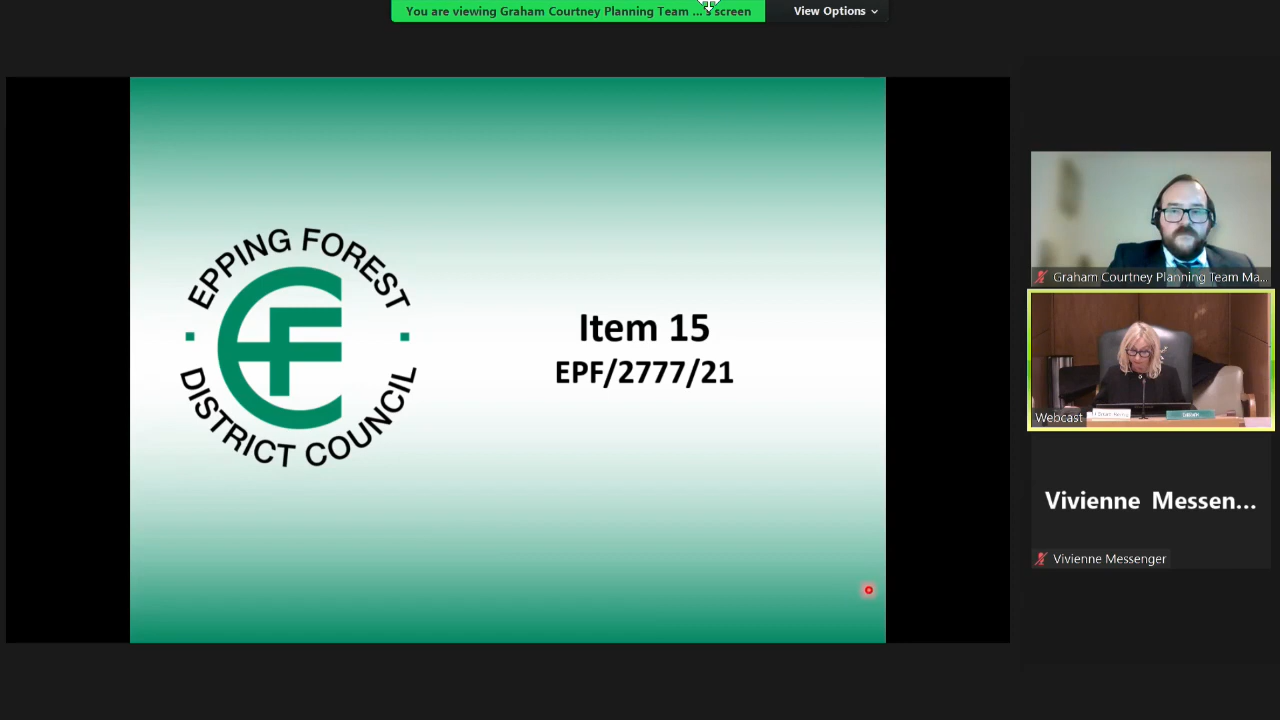 You are viewing Graham Courtney Planning Team ...'s screen
View Options
EPPING FOREST
DISTRICT COUNCIL
Item 15
EPF/2777/21
Graham Courtney Planning Team Ma...
Webcast
Vivienne Messen...
Vivienne Messenger